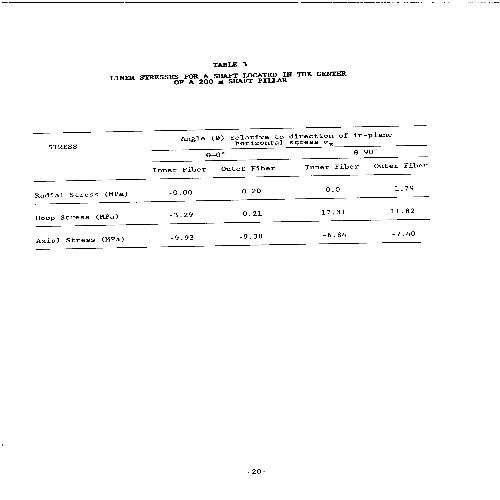 TABLE 3
LINER STRESSES FOR A SHAFT LOCATED IN THE CENTER
OF A 200 m SHAFT PILLAR
STRESS
Angle (θ) relative to direction of in-plane
horizontal stress
θ=0°
θ 90°
Inner Fiber Outer Fiber Inner Fiber Outer Fiber
Radial Stress (MPa) -0.00 0.20 0.0 1.79
Hoop Stress (MPa) -3.29 0.21 17.31 11.82
Axial Stress (MPa) -9.93 -9.30 -6.84 -7.40
-20-